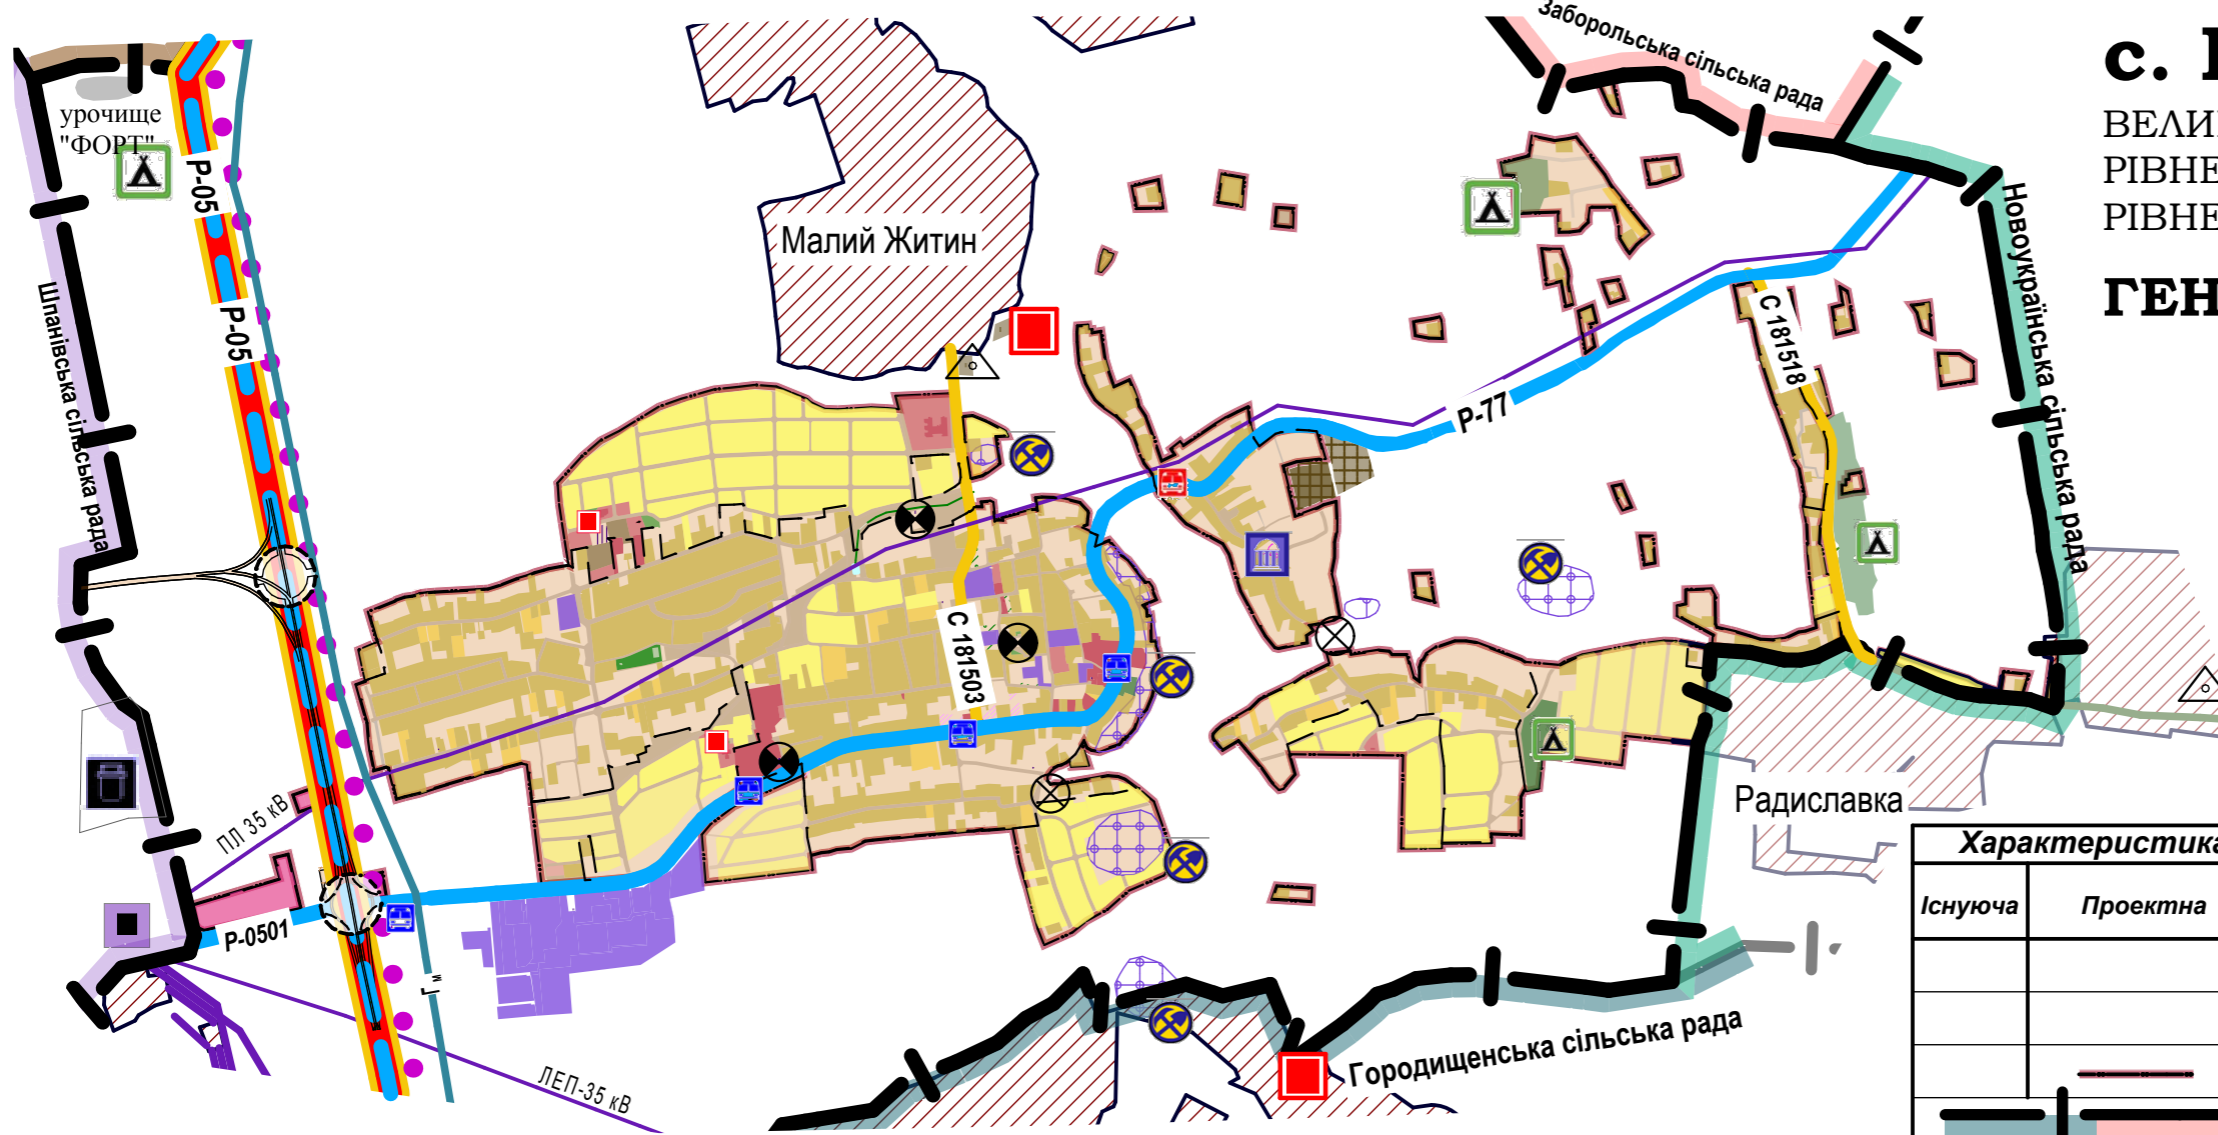 Заборольська сільська рада
с.
ВЕЛИ
РІВНЕ
РІВНЕ
ГЕН
урочище
"ФОРТ"
Р-05
Р-05
Шпанівська сільська рада
Малий Житин
Новоукраїнська сільська рада
С 181518
Р-77
С 181503
ПЛ 35 кВ
Р-0501
ЛЕП-35 кВ
Городищенська сільська рада
Радиславка
Характеристика
Існуюча
Проектна